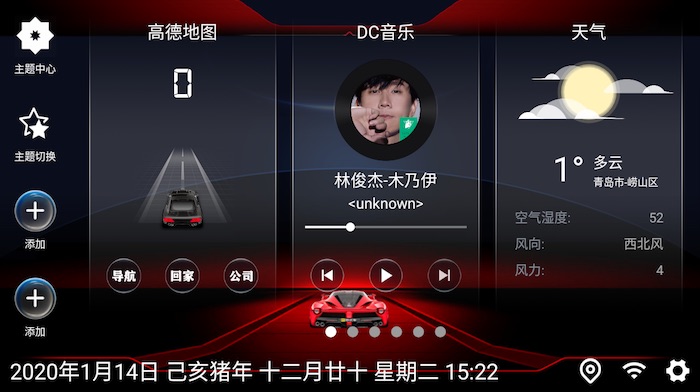 主题中心
主题切换
添加
添加
高德地图
0
导航 回家 公司
DC音乐
林俊杰-木乃伊
<unknown>
天气
1° 多云
青岛市-崂山区
空气湿度: 52
风向: 西北风
风力: 4
2020年1月14日 己亥猪年 十二月廿十 星期二 15:22